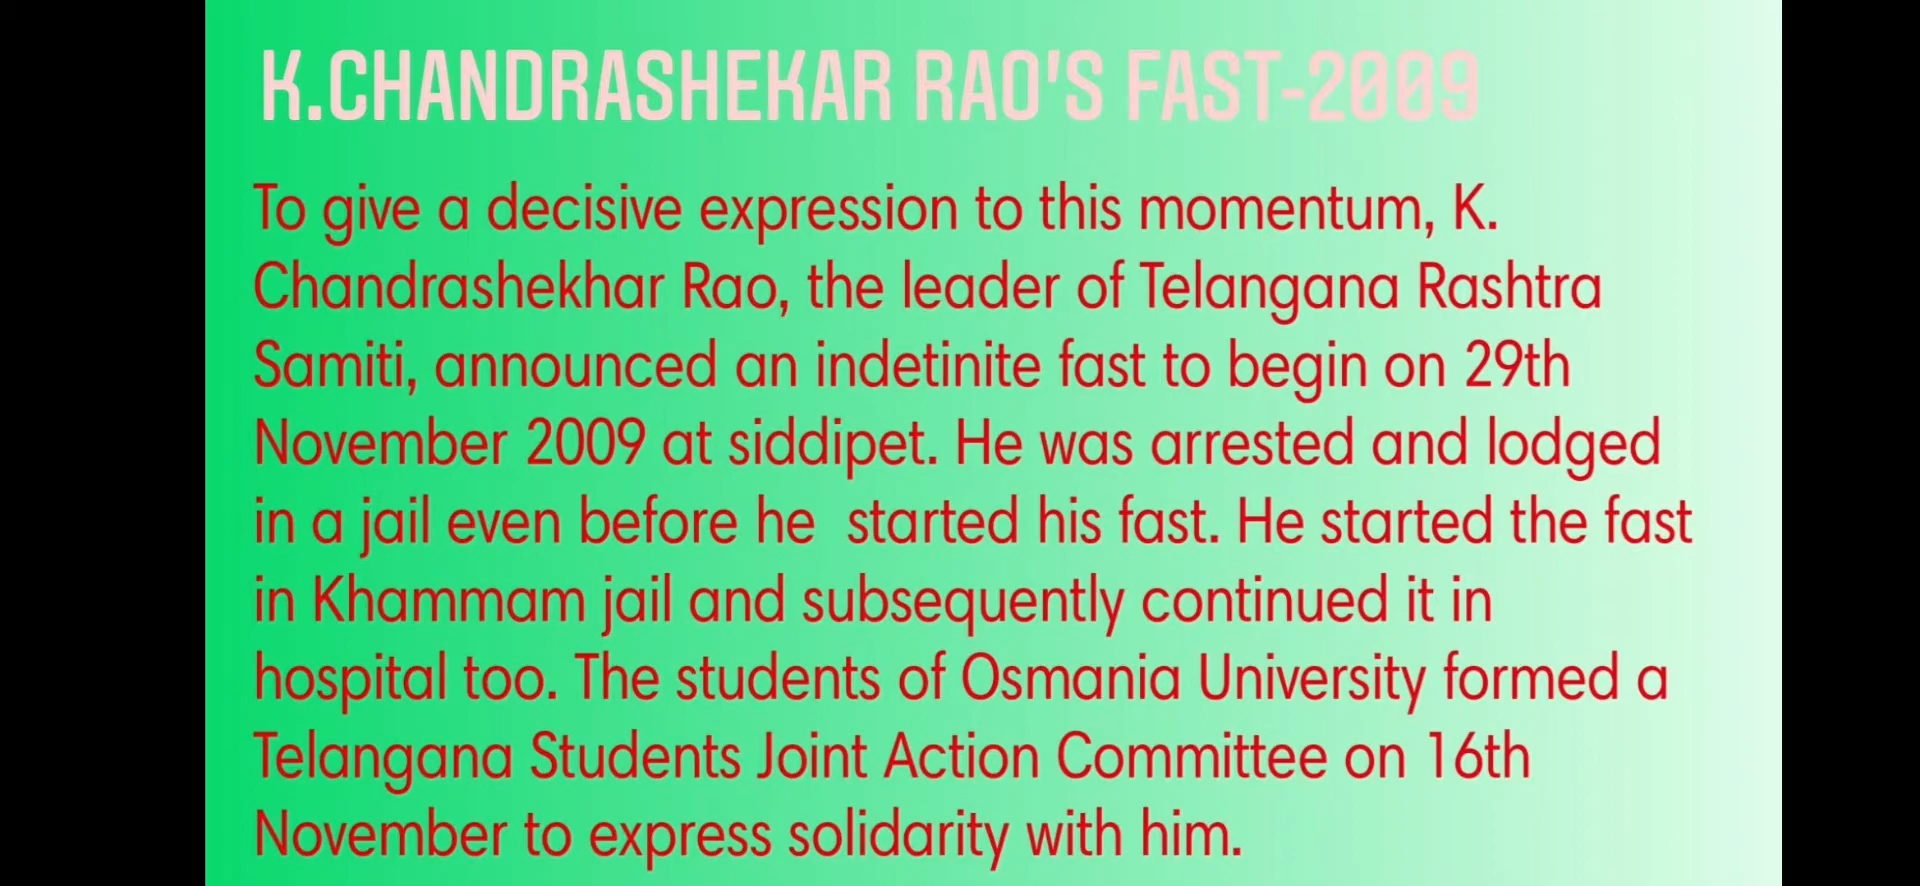 K.CHANDRASHEKAR RAO'S FAST-2009
To give a decisive expression to this momentum, K.
Chandrashekhar Rao, the leader of Telangana Rashtra
Samiti, announced an indetinite fast to begin on 29th
November 2009 at siddipet. He was arrested and lodged
in a jail even before he  started his fast. He started the fast
in Khammam jail and subsequently continued it in
hospital too. The students of Osmania University formed a
Telangana Students Joint Action Committee on 16th
November to express solidarity with him.